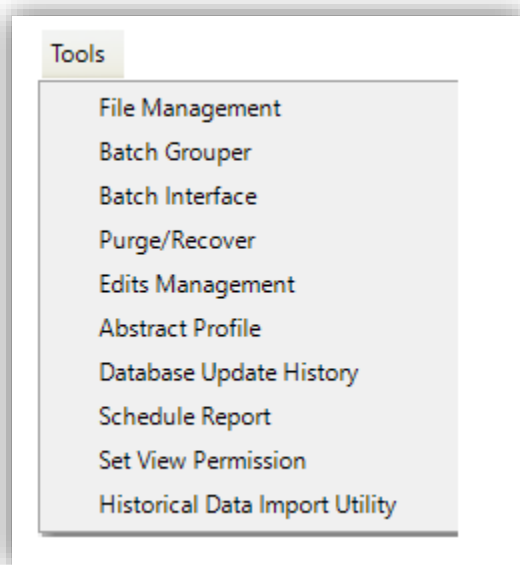 Tools
File Management
Batch Grouper
Batch Interface
Purge/Recover
Edits Management
Abstract Profile
Database Update History
Schedule Report
Set View Permission
Historical Data Import Utility